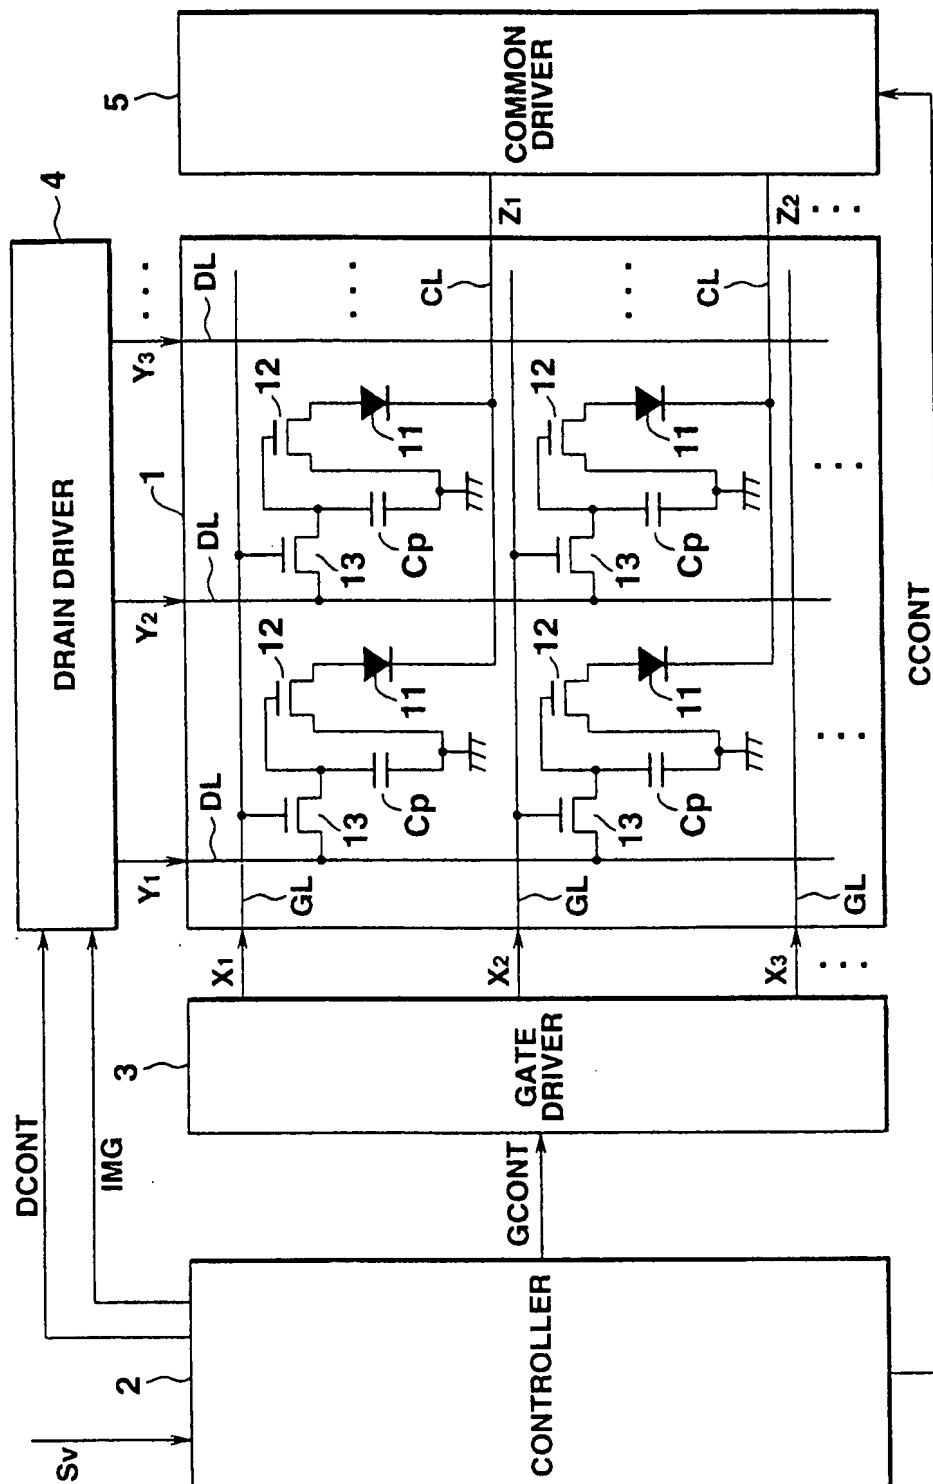 Sv
2
CONTROLLER
DCONT
IMG
GCONT
CCONT
3
GATE
DRIVER
4
DRAIN DRIVER
5
COMMON
DRIVER
1
X1
X2
X3
...
Y1
Y2
Y3
...
Z1
Z2
...
DL
DL
DL
GL
GL
GL
CL
CL
13
Cp
12
11
13
Cp
12
11
...
13
Cp
12
11
13
Cp
12
11
...
...
...